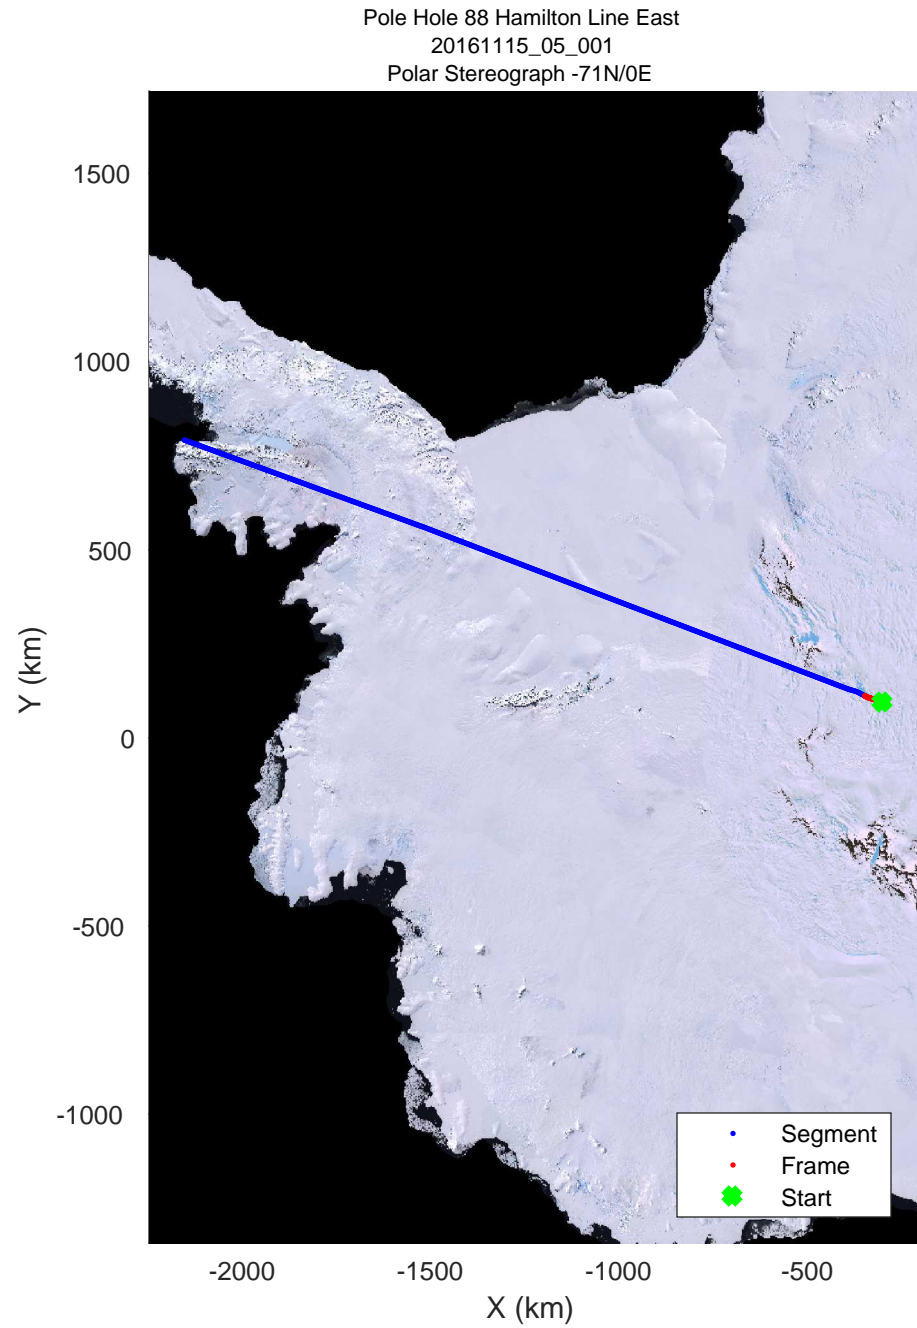 Pole Hole 88 Hamilton Line East
20161115_05_001
Polar Stereograph -71N/0E
1500
1000
500
0
-500
-1000
Y (km)
Segment
Frame
Start
-2000 -1500 -1000 -500
X (km)